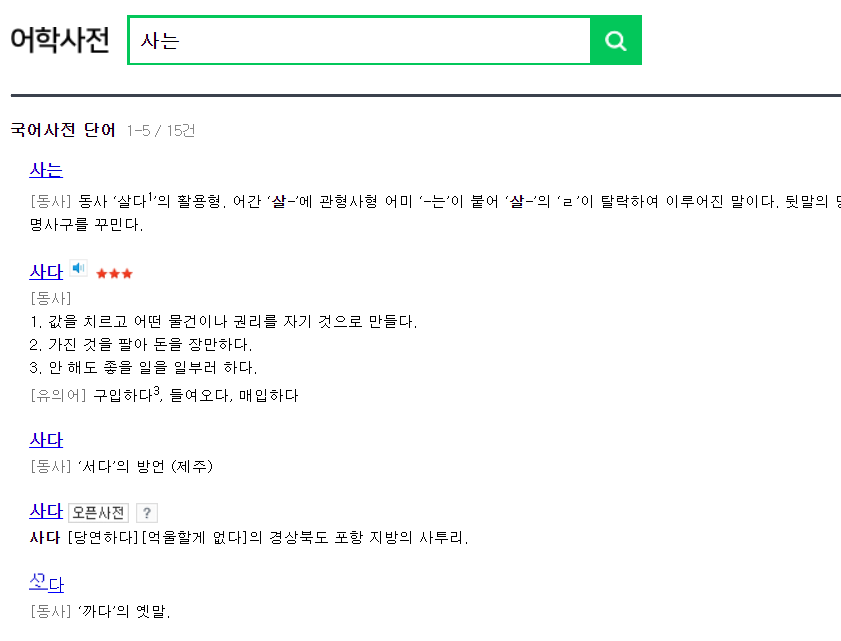 어학사전 사는
국어사전 단어 1-5 / 15건
사는
[동사] 동사 ‘살다1’의 활용형. 어간 ‘살-’에 관형사형 어미 ‘-는’이 붙어 ‘살-’의 ‘ㄹ’이 탈락하여 이루어진 말이다. 뒷말의
명사구를 꾸민다.
사다 ★★★
[동사]
1. 값을 치르고 어떤 물건이나 권리를 자기 것으로 만들다.
2. 가진 것을 팔아 돈을 장만하다.
3. 안 해도 좋을 일을 일부러 하다.
[유의어] 구입하다3, 들여오다, 매입하다
사다
[동사] ‘서다’의 방언 (제주)
사다 오픈사전 ?
사다 [당연하다][억울할게 없다]의 경상북도 포항 지방의 사투리.
다
[동사] ‘까다’의 옛말.